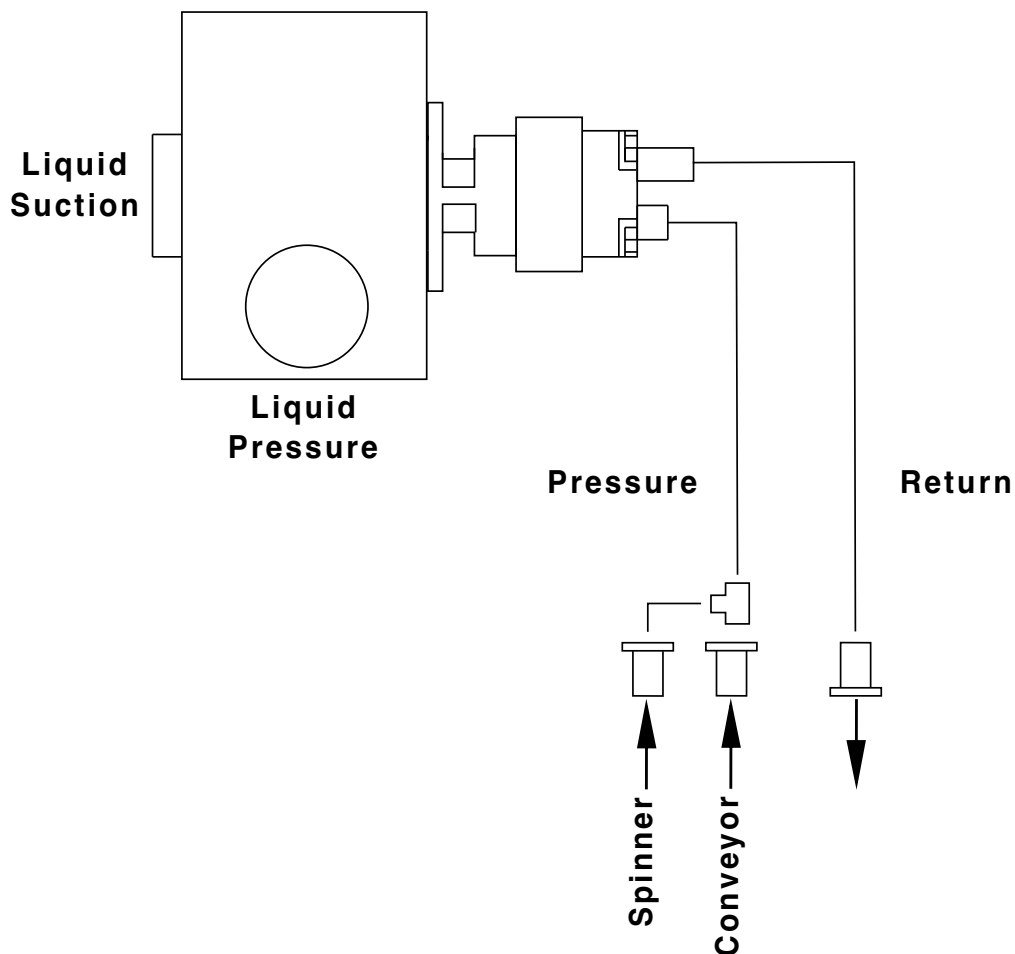 Liquid
Suction
Liquid
Pressure
Pressure
Return
Spinner
Conveyor